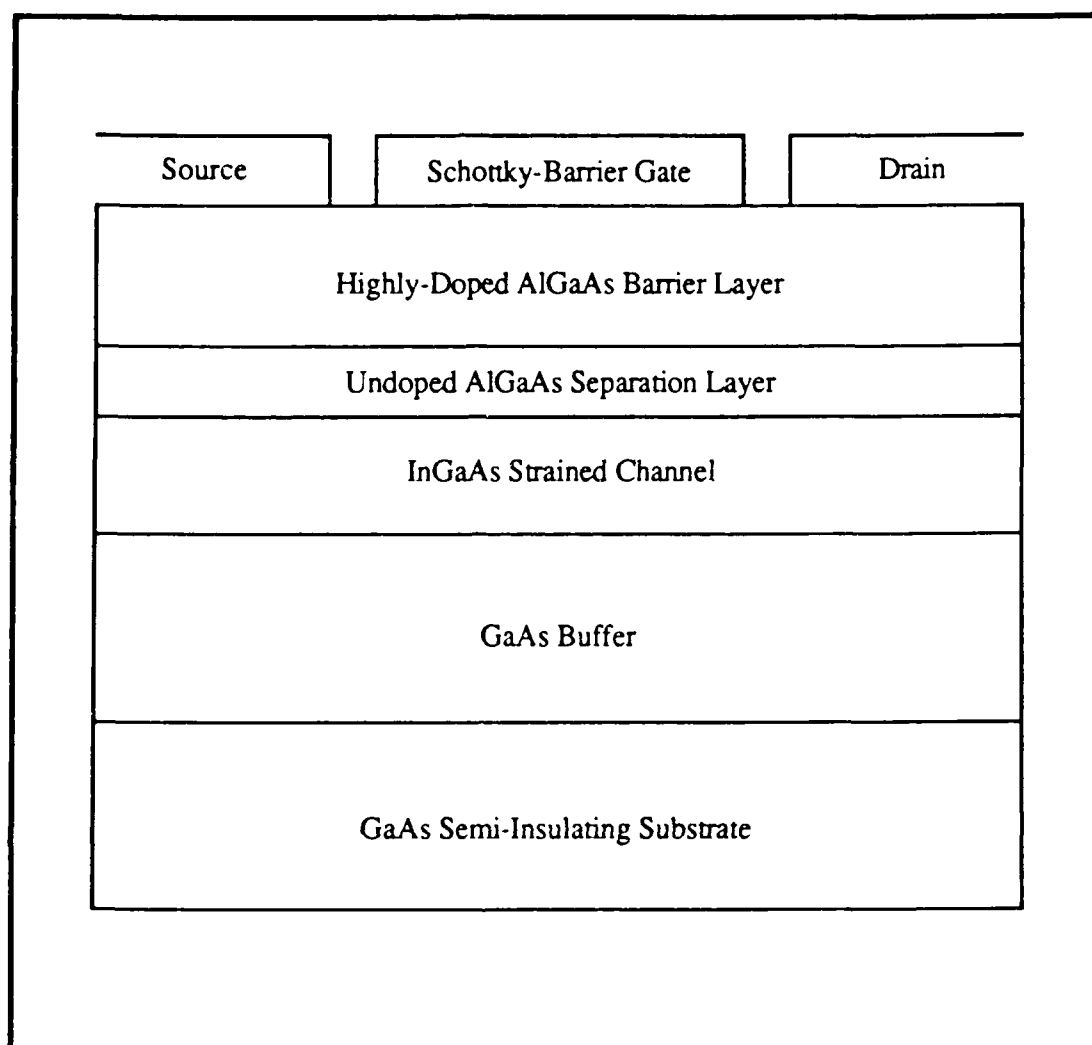 Source
Schottky-Barrier Gate
Drain
Highly-Doped AlGaAs Barrier Layer
Undoped AlGaAs Separation Layer
InGaAs Strained Channel
GaAs Buffer
GaAs Semi-Insulating Substrate